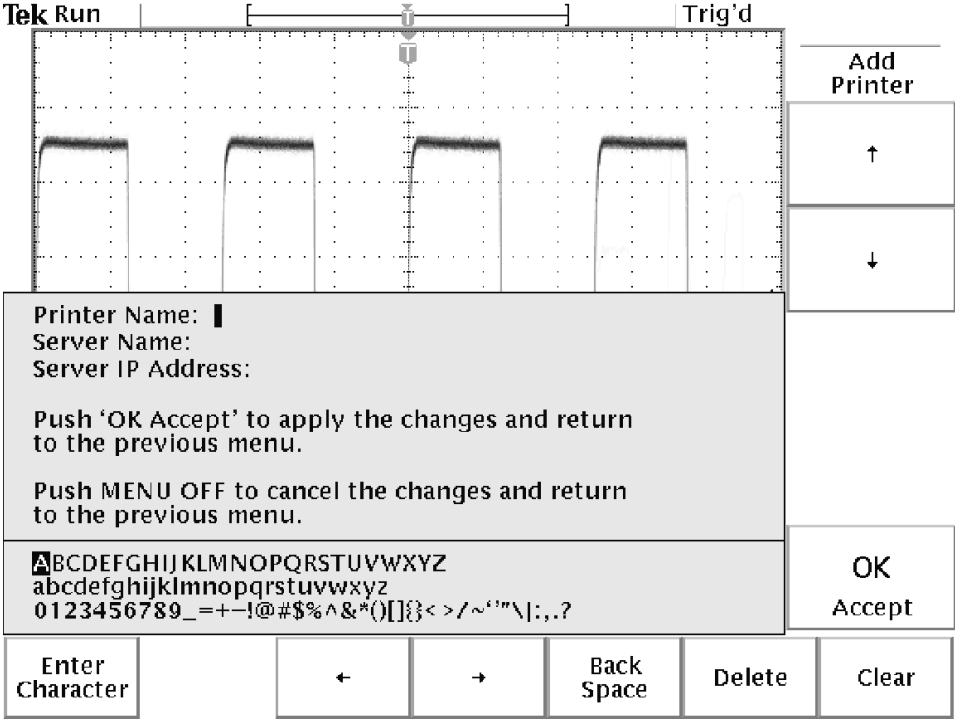 Tek Run
Trig'd
T
T
Add
Printer
↑
↓
Printer Name:
Server Name:
Server IP Address:
Push ‘OK Accept’ to apply the changes and return
to the previous menu.
Push MENU OFF to cancel the changes and return
to the previous menu.
ABCDEFGHIJKLMNOPQRSTUVWXYZ
abcdefghijklmnopqrstuvwxyz
0123456789_=+−!@#$%^&*()[]{}< >/~‘’"\|:,.?
OK
Accept
Enter
Character
←
→
Back
Space
Delete
Clear